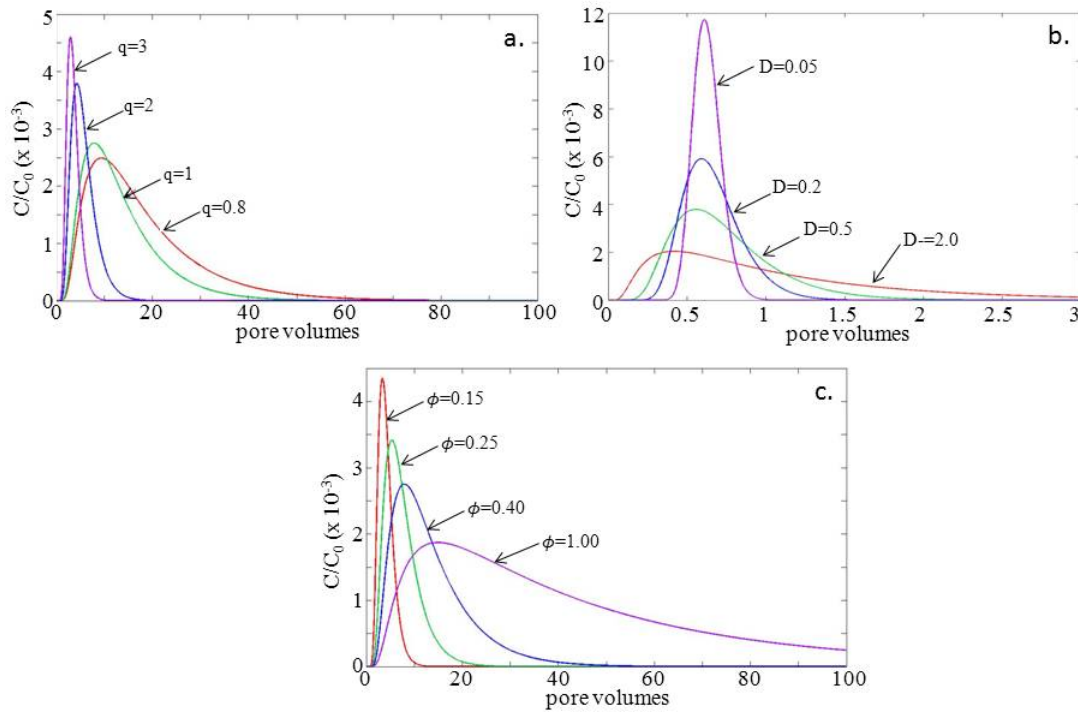 a.
5
4
3
2
1
0
C/C0 (x 10-3)
q=3
q=2
q=1
q=0.8
0 20 40 60 80 100
pore volumes
b.
12
10
8
6
4
2
0
C/C0 (x 10-3)
D=0.05
D=0.2
D=0.5
D-=2.0
0 0.5 1 1.5 2 2.5 3
pore volumes
c.
4
3
2
1
0
C/C0 (x 10-3)
ϕ=0.15
ϕ=0.25
ϕ=0.40
ϕ=1.00
0 20 40 60 80 100
pore volumes